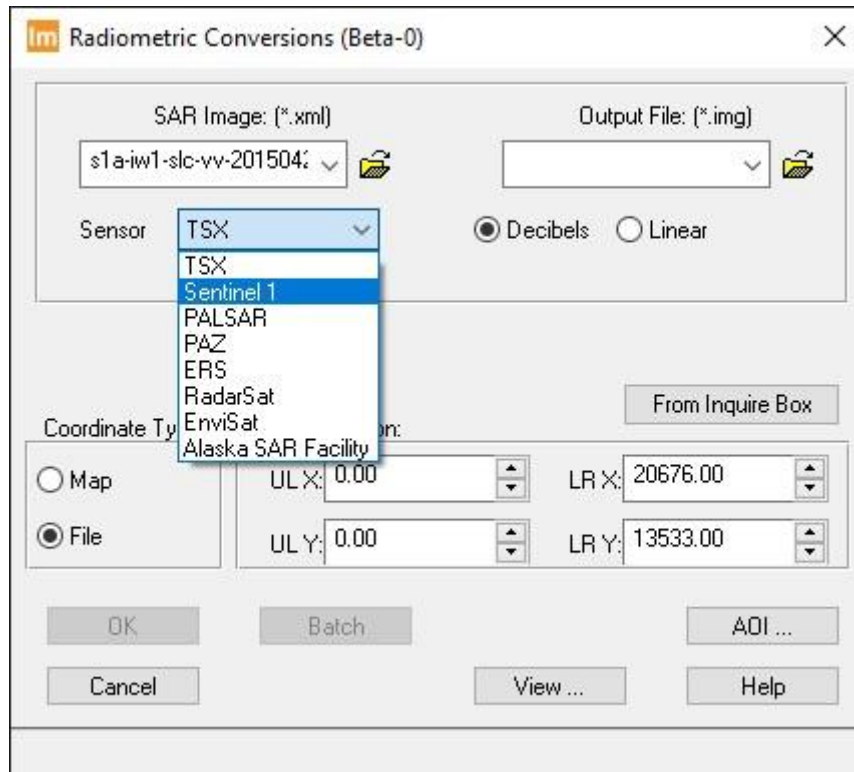 Im Radiometric Conversions (Beta-0)
SAR Image: (*.xml) Output File: (*.img)
s1a-iw1-slc-vv-201504
Sensor TSX Decibels Linear
TSX
Sentinel 1
PALSAR
PAZ
ERS
RadarSat
EnviSat
Alaska SAR Facility
From Inquire Box
Coordinate Ty on:
Map UL X: 0.00 LR X: 20676.00
File UL Y: 0.00 LR Y: 13533.00
OK Batch AOI ...
Cancel View ... Help